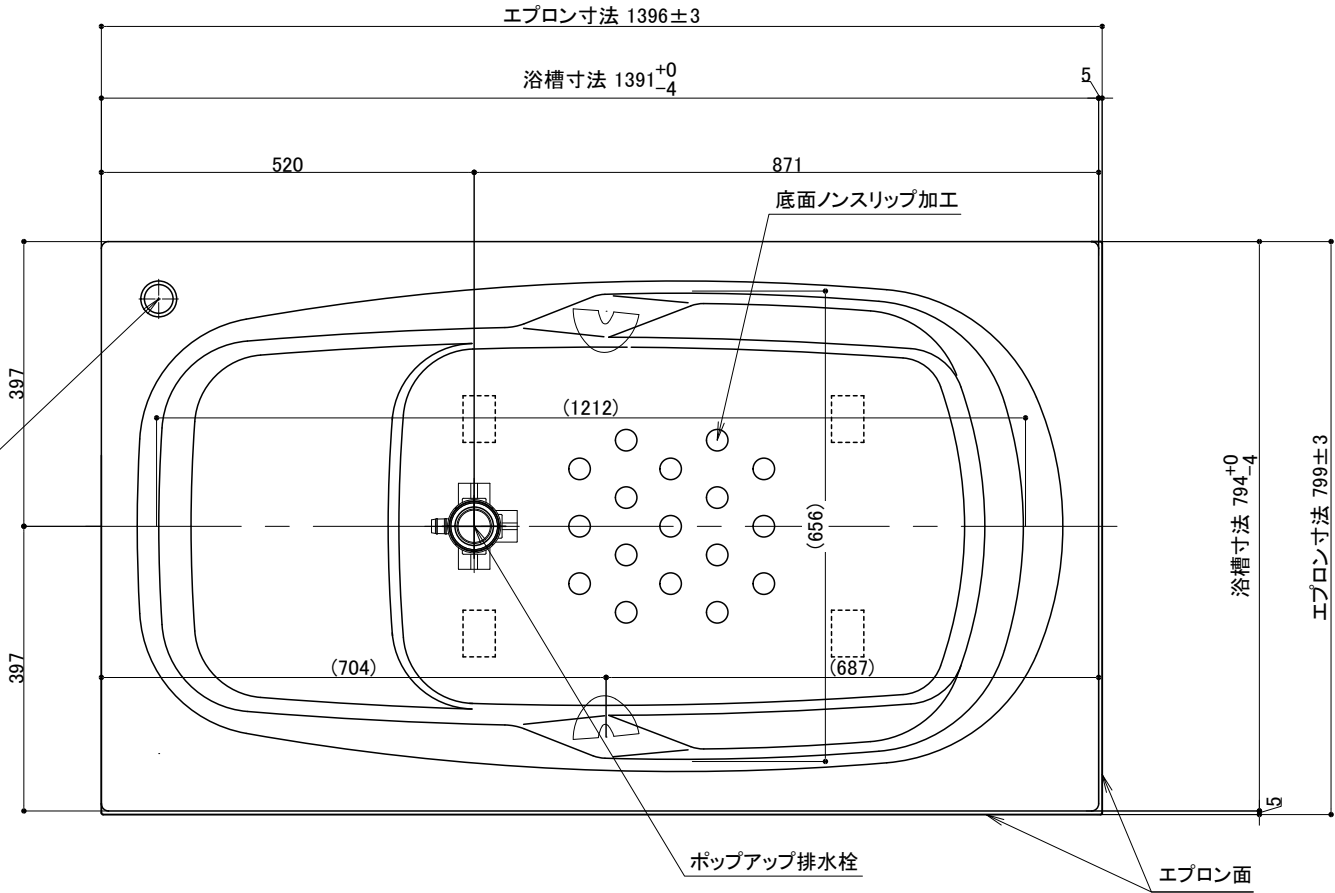 エプロン寸法 1396±3
浴槽寸法 1391 +0 -4
5
520
871
底面ノンスリップ加工
397
(1212)
(656)
浴槽寸法 794 +0 -4
エプロン寸法 799±3
397
(704)
(687)
5
ポップアップ排水栓
エプロン面